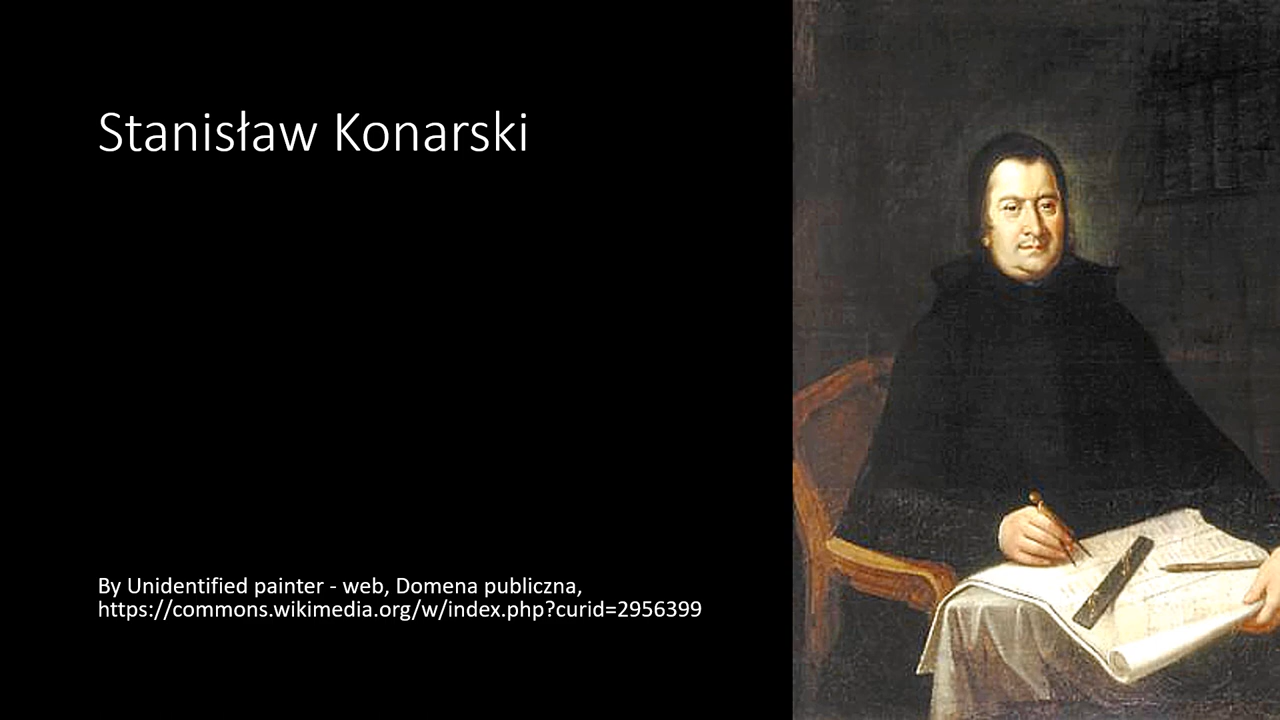 Stanisław Konarski
By Unidentified painter - web, Domena publiczna,
https://commons.wikimedia.org/w/index.php?curid=2956399